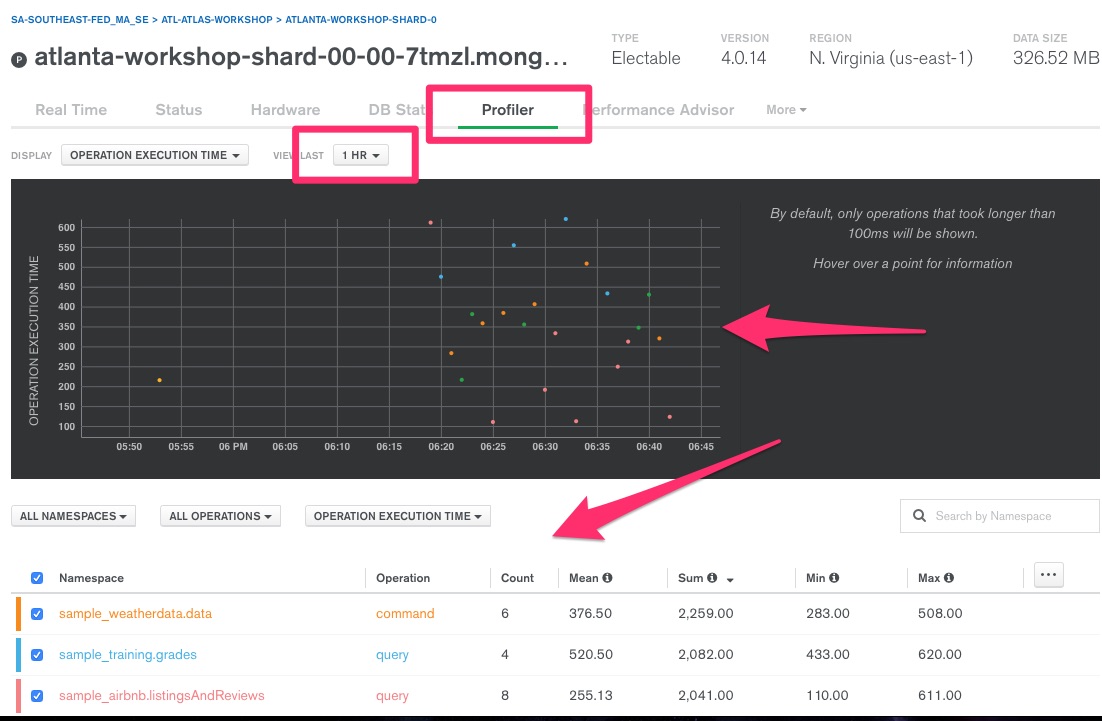 SA-SOUTHEAST-FED_MA_SE > ATL-ATLAS-WORKSHOP > ATLANTA-WORKSHOP-SHARD-0
P atlanta-workshop-shard-00-00-7tmzl.mong...
TYPE VERSION REGION DATA SIZE
Electable 4.0.14 N. Virginia (us-east-1) 326.52 MB
Real Time Status Hardware DB Stat Profiler erformance Advisor More
DISPLAY OPERATION EXECUTION TIME VIEW LAST 1 HR
By default, only operations that took longer than
100ms will be shown.
Hover over a point for information
OPERATION EXECUTION TIME
600
550
500
450
400
350
300
250
200
150
100
05:50 05:55 06 PM 06:05 06:10 06:15 06:20 06:25 06:30 06:35 06:40 06:45
ALL NAMESPACES ALL OPERATIONS OPERATION EXECUTION TIME Search by Namespace
Namespace Operation Count Mean Sum Min Max ...
sample_weatherdata.data command 6 376.50 2,259.00 283.00 508.00
sample_training.grades query 4 520.50 2,082.00 433.00 620.00
sample_airbnb.listingsAndReviews query 8 255.13 2,041.00 110.00 611.00